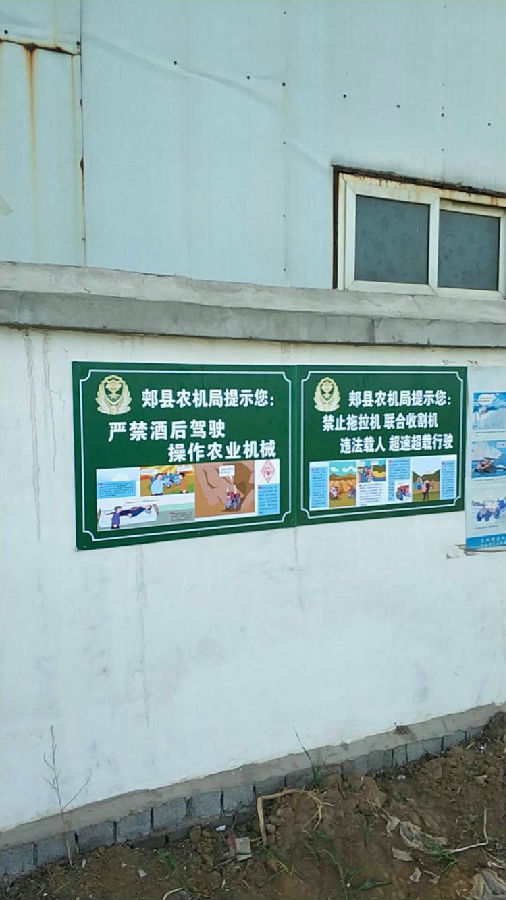 郏县农机局提示您：
严禁酒后驾驶
操作农业机械
郏县农机局提示您：
禁止拖拉机 联合收割机
违法载人 超速超载行驶